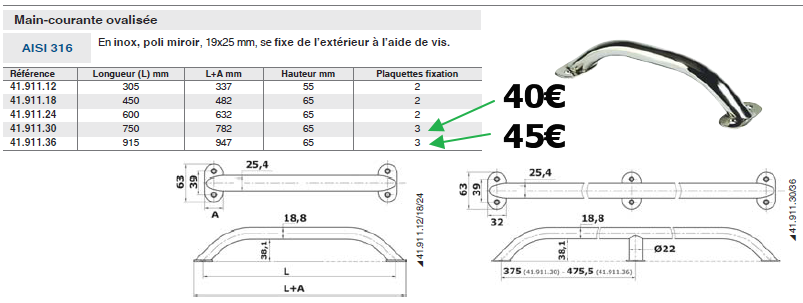 Main-courante ovalisée
AISI 316
En inox, poli miroir, 19x25 mm, se fixe de l'extérieur à l'aide de vis.
Référence Longueur (L) mm L+A mm Hauteur mm Plaquettes fixation
41.911.12 305 337 55 2
41.911.18 450 482 65 2
41.911.24 600 632 65 2
41.911.30 750 782 65 3
41.911.36 915 947 65 3
40€
45€
63
39
25,4
A
18,8
38,1
L
L+A
41.911.12/18/24
63
39
25,4
32
18,8
38,1
Ø22
375 (41.911.30) - 475,5 (41.911.36)
41.911.30/36